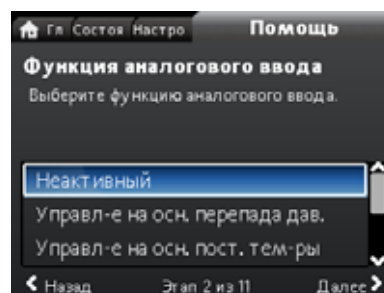 Гл Состоя Настро Помощь
Функция аналогового ввода
Выберите функцию аналогового ввода.
Неактивный
Управл-е на осн. перепада дав.
Управл-е на осн. пост. тем-ры
Назад Этап 2 из 11 Далее